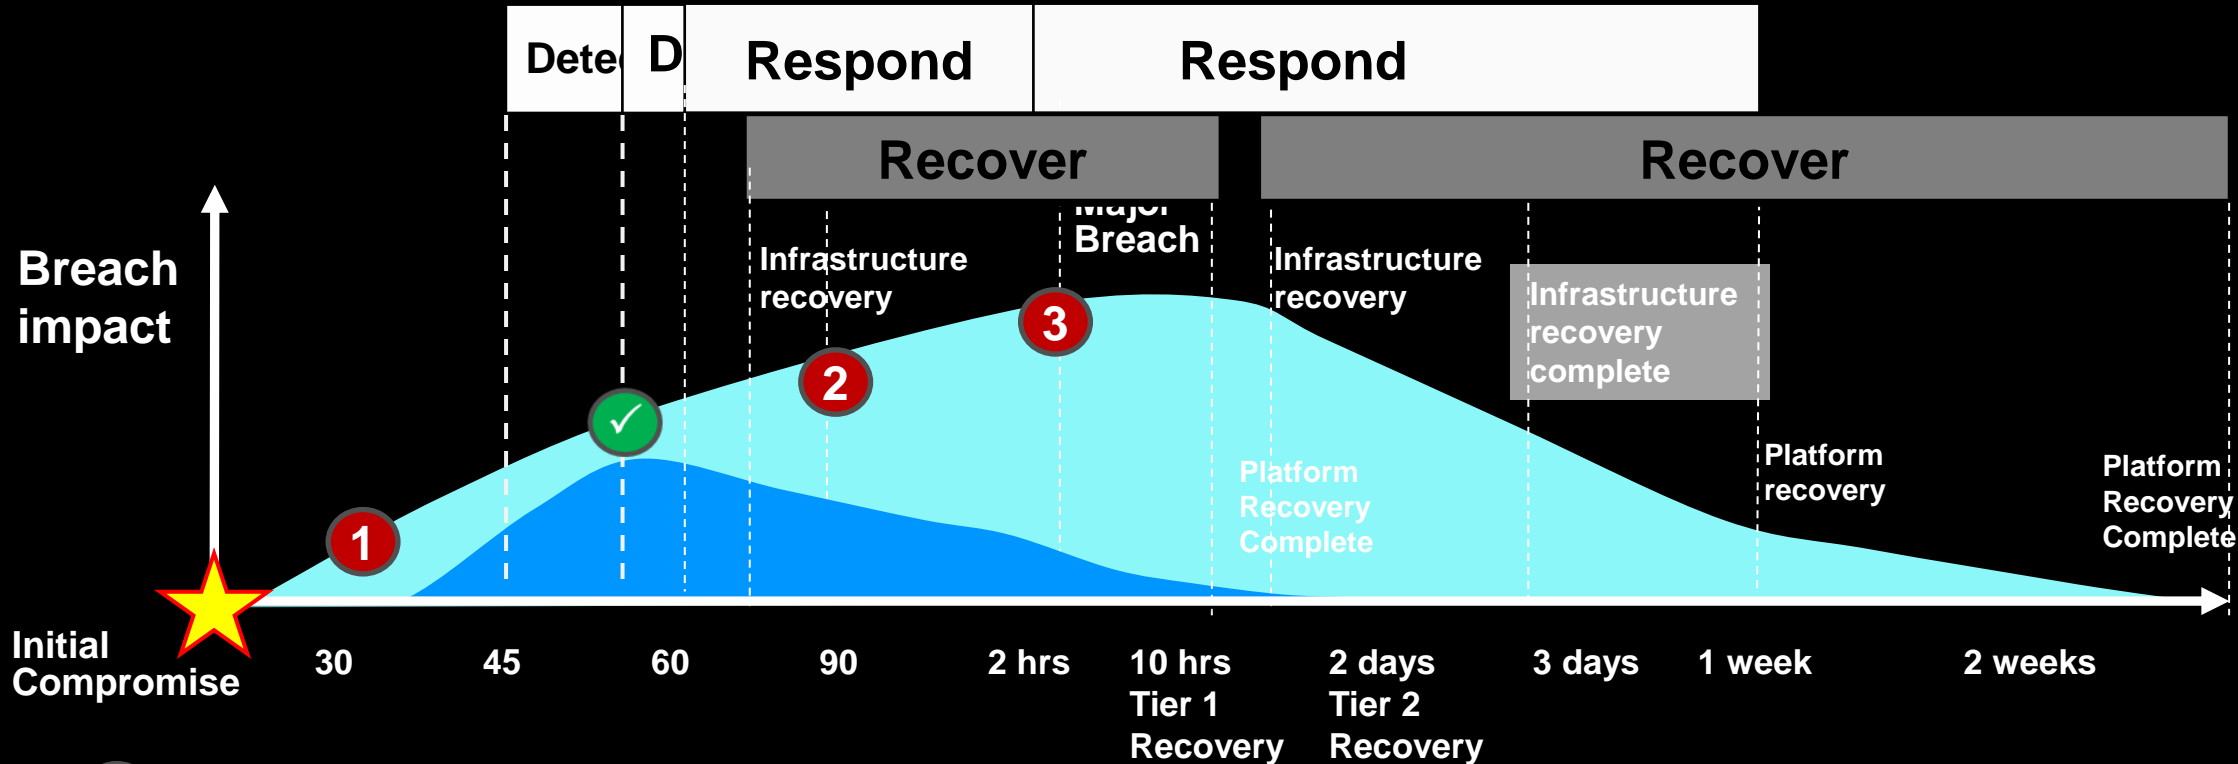 D
Respond
Respond
Recover
Recover
Major
Breach
Breach
impact
Infrastructure
recovery
Infrastructure
recovery
Infrastructure
recovery
complete
1
✓
2
3
Platform
Recovery
Complete
Platform
recovery
Platform
Recovery
Complete
Initial
Compromise
30
45
60
90
2 hrs
10 hrs
Tier 1
Recovery
2 days
Tier 2
Recovery
3 days
1 week
2 weeks